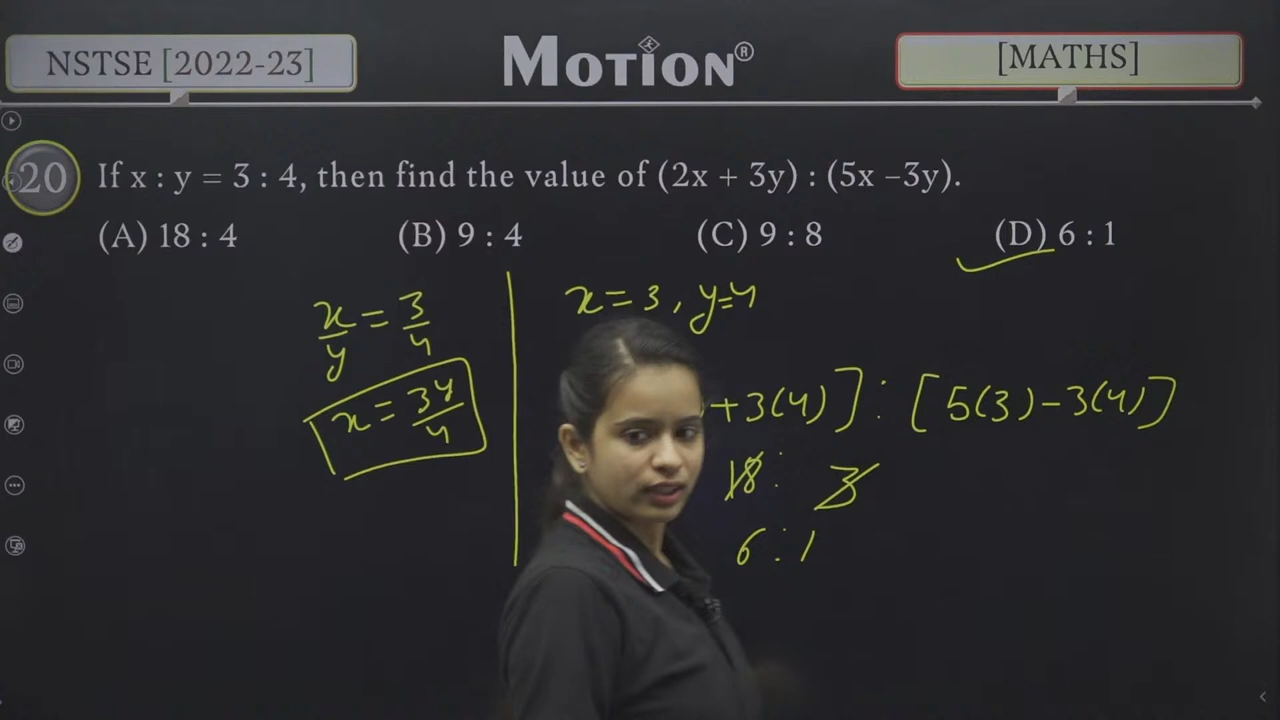 NSTSE [2022-23]
MOTION®
[MATHS]
20 If x : y = 3 : 4, then find the value of (2x + 3y) : (5x –3y).
(A) 18 : 4 (B) 9 : 4 (C) 9 : 8 (D) 6 : 1
x/y = 3/4
x = 3y/4
x = 3, y=4
+3(4)] : [5(3)-3(4)]
18 : 3
6 : 1